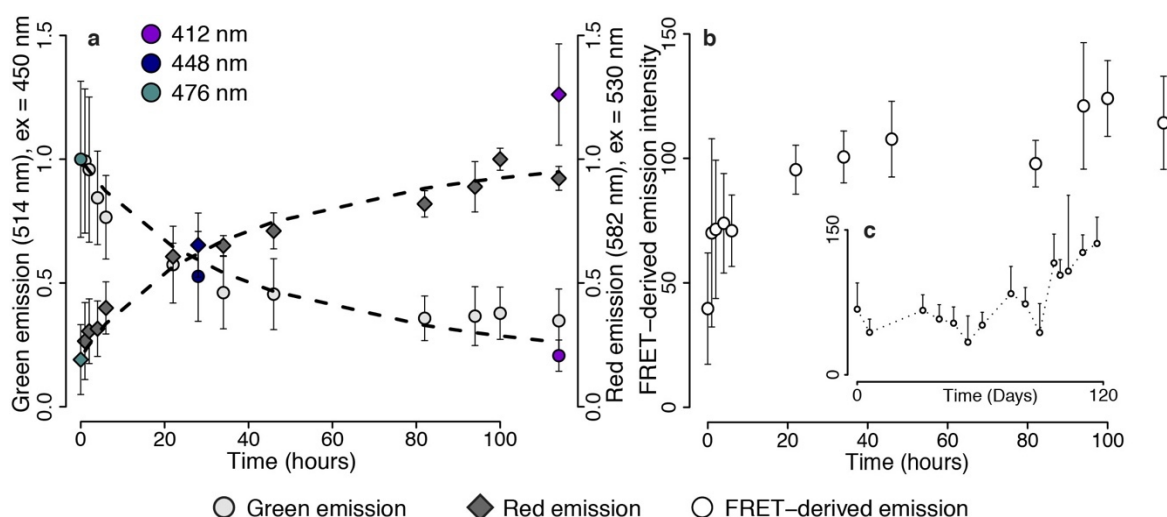 a
412 nm
448 nm
476 nm
Green emission (514 nm), ex = 450 nm
0.0 0.5 1.0 1.5
Red emission (582 nm), ex = 530 nm
0.0 0.5 1.0 1.5
0 20 40 60 80 100
Time (hours)
b
FRET−derived emission intensity
0 50 100 150
0 20 40 60 80 100
Time (hours)
c
150
0
0 Time (Days) 120
Green emission Red emission FRET−derived emission